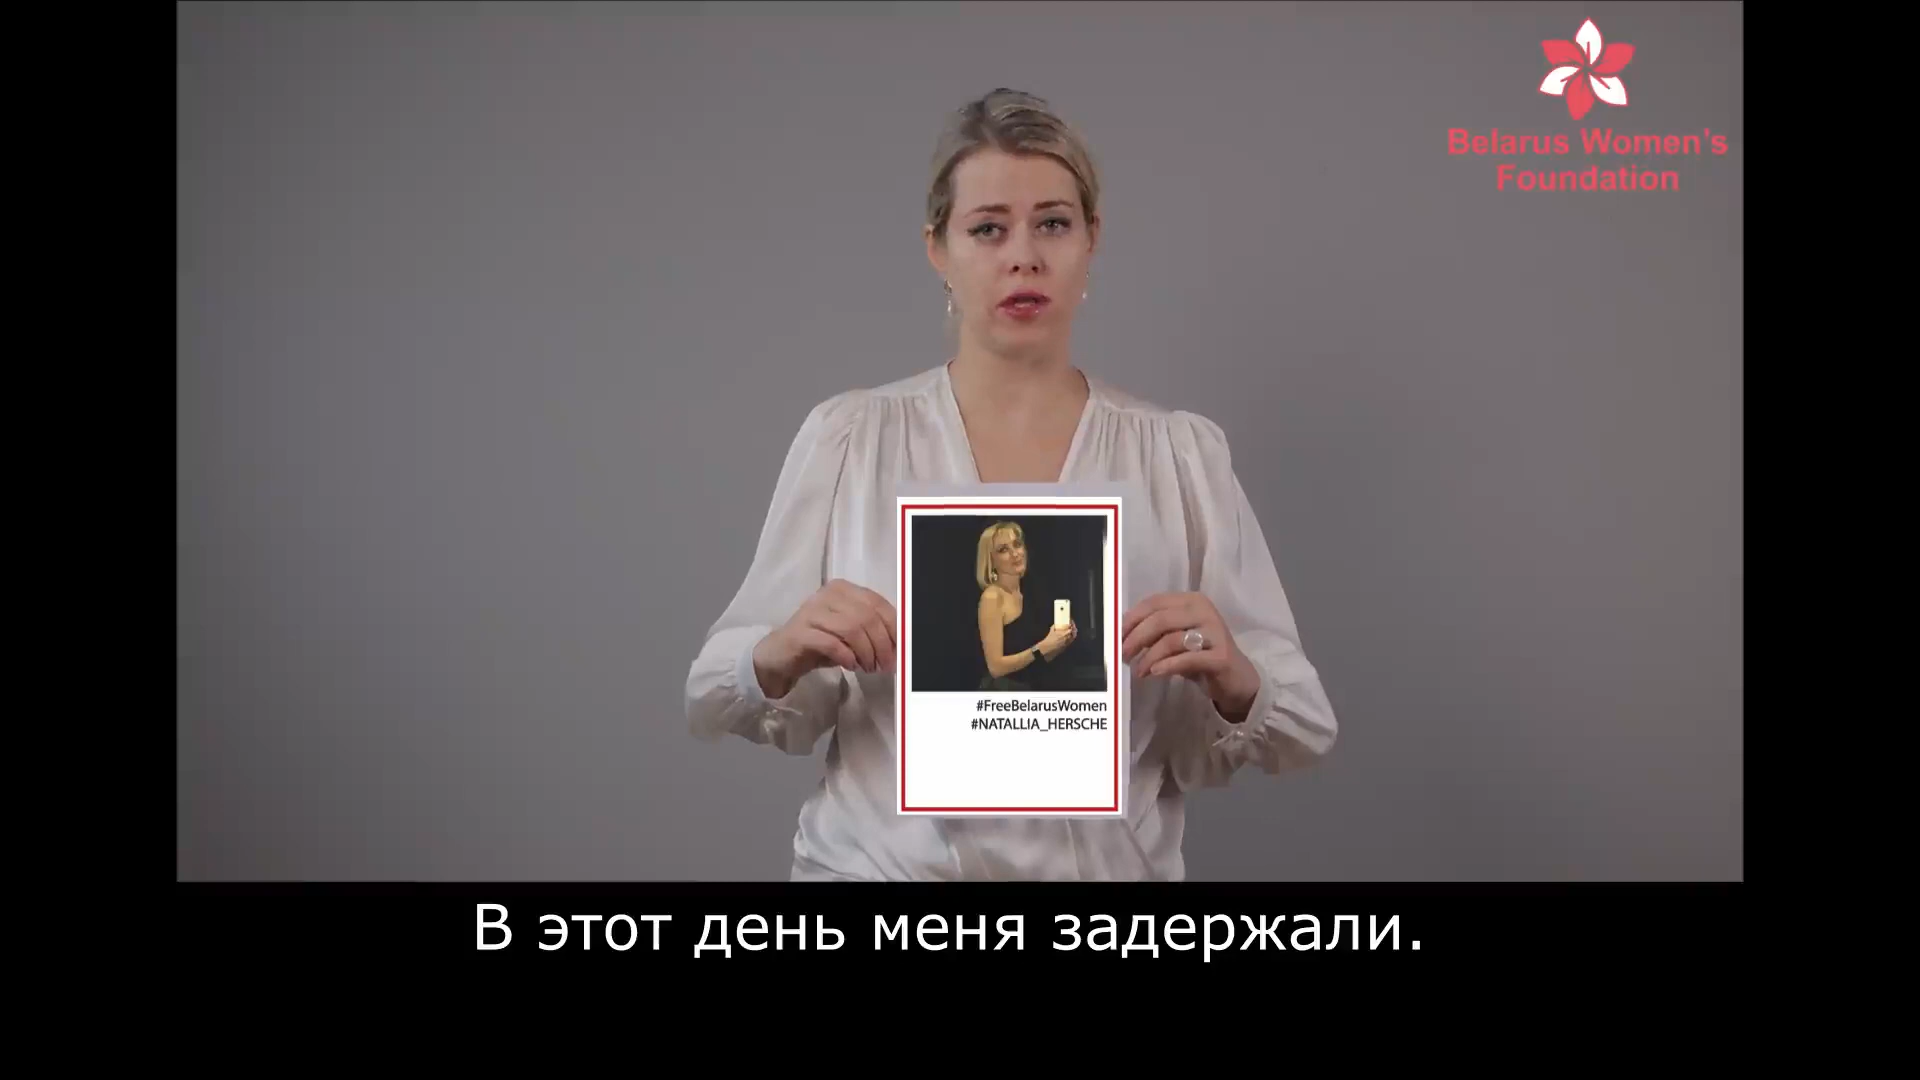 Belarus Women's
Foundation
#FreeBelarusWomen
#NATALLIA_HERSCHE
В этот день меня задержали.